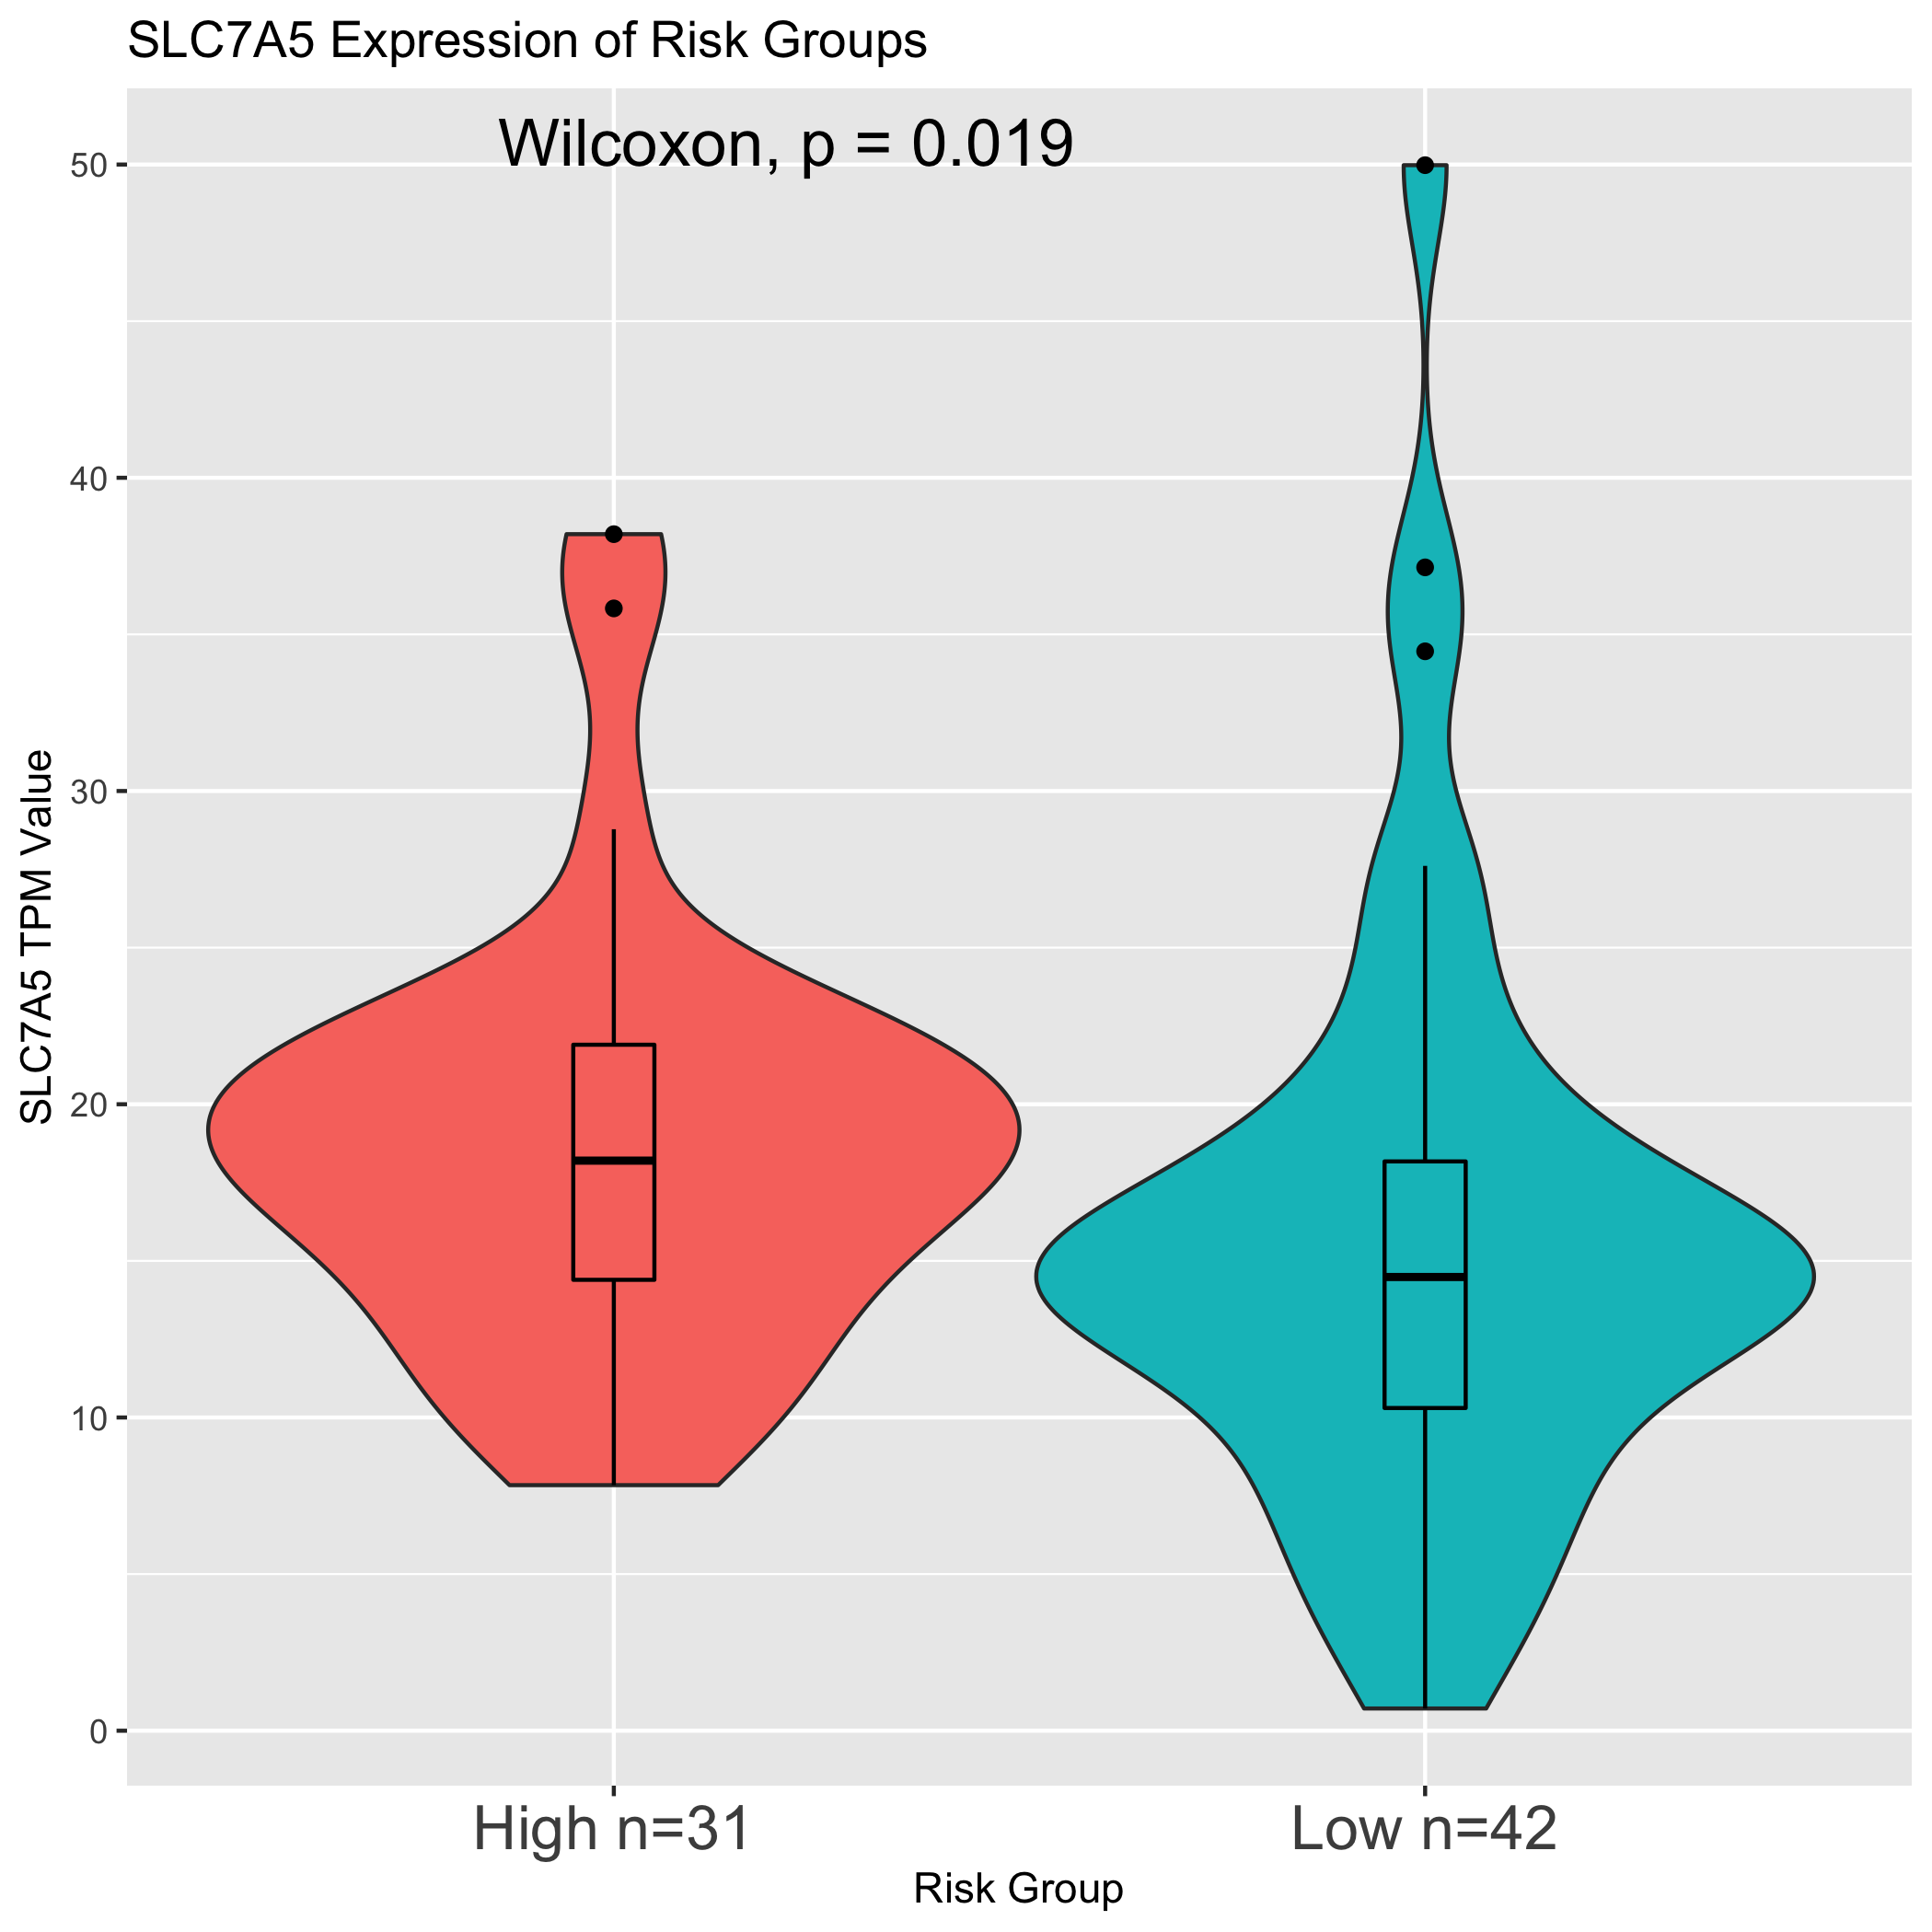 SLC7A5 Expression of Risk Groups
Wilcoxon, p = 0.019
50
40
30
20
10
0
SLC7A5 TPM Value
High n=31
Low n=42
Risk Group